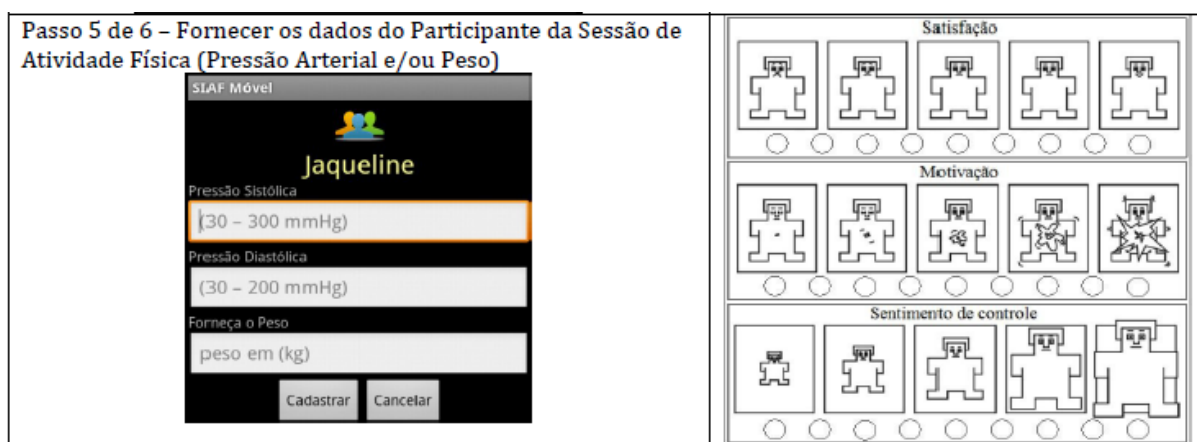 Passo 5 de 6 – Fornecer os dados do Participante da Sessão de
Atividade Física (Pressão Arterial e/ou Peso)
SIAF Móvel
Jaqueline
Pressão Sistólica
(30 – 300 mmHg)
Pressão Diastólica
(30 – 200 mmHg)
Forneça o Peso
peso em (kg)
Cadastrar Cancelar
Satisfação
Motivação
Sentimento de controle